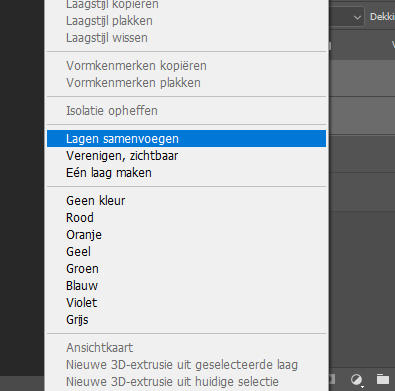 Laagstijl kopiëren
Laagstijl plakken
Dekki
Laagstijl wissen
Vormkenmerken kopiëren
Vormkenmerken plakken
Isolatie opheffen
Lagen samenvoegen
Verenigen, zichtbaar
Eén laag maken
Geen kleur
Rood
Oranje
Geel
Groen
Blauw
Violet
Grijs
Ansichtkaart
Nieuwe 3D-extrusie uit geselecteerde laag
Nieuwe 3D-extrusie uit huidige selectie